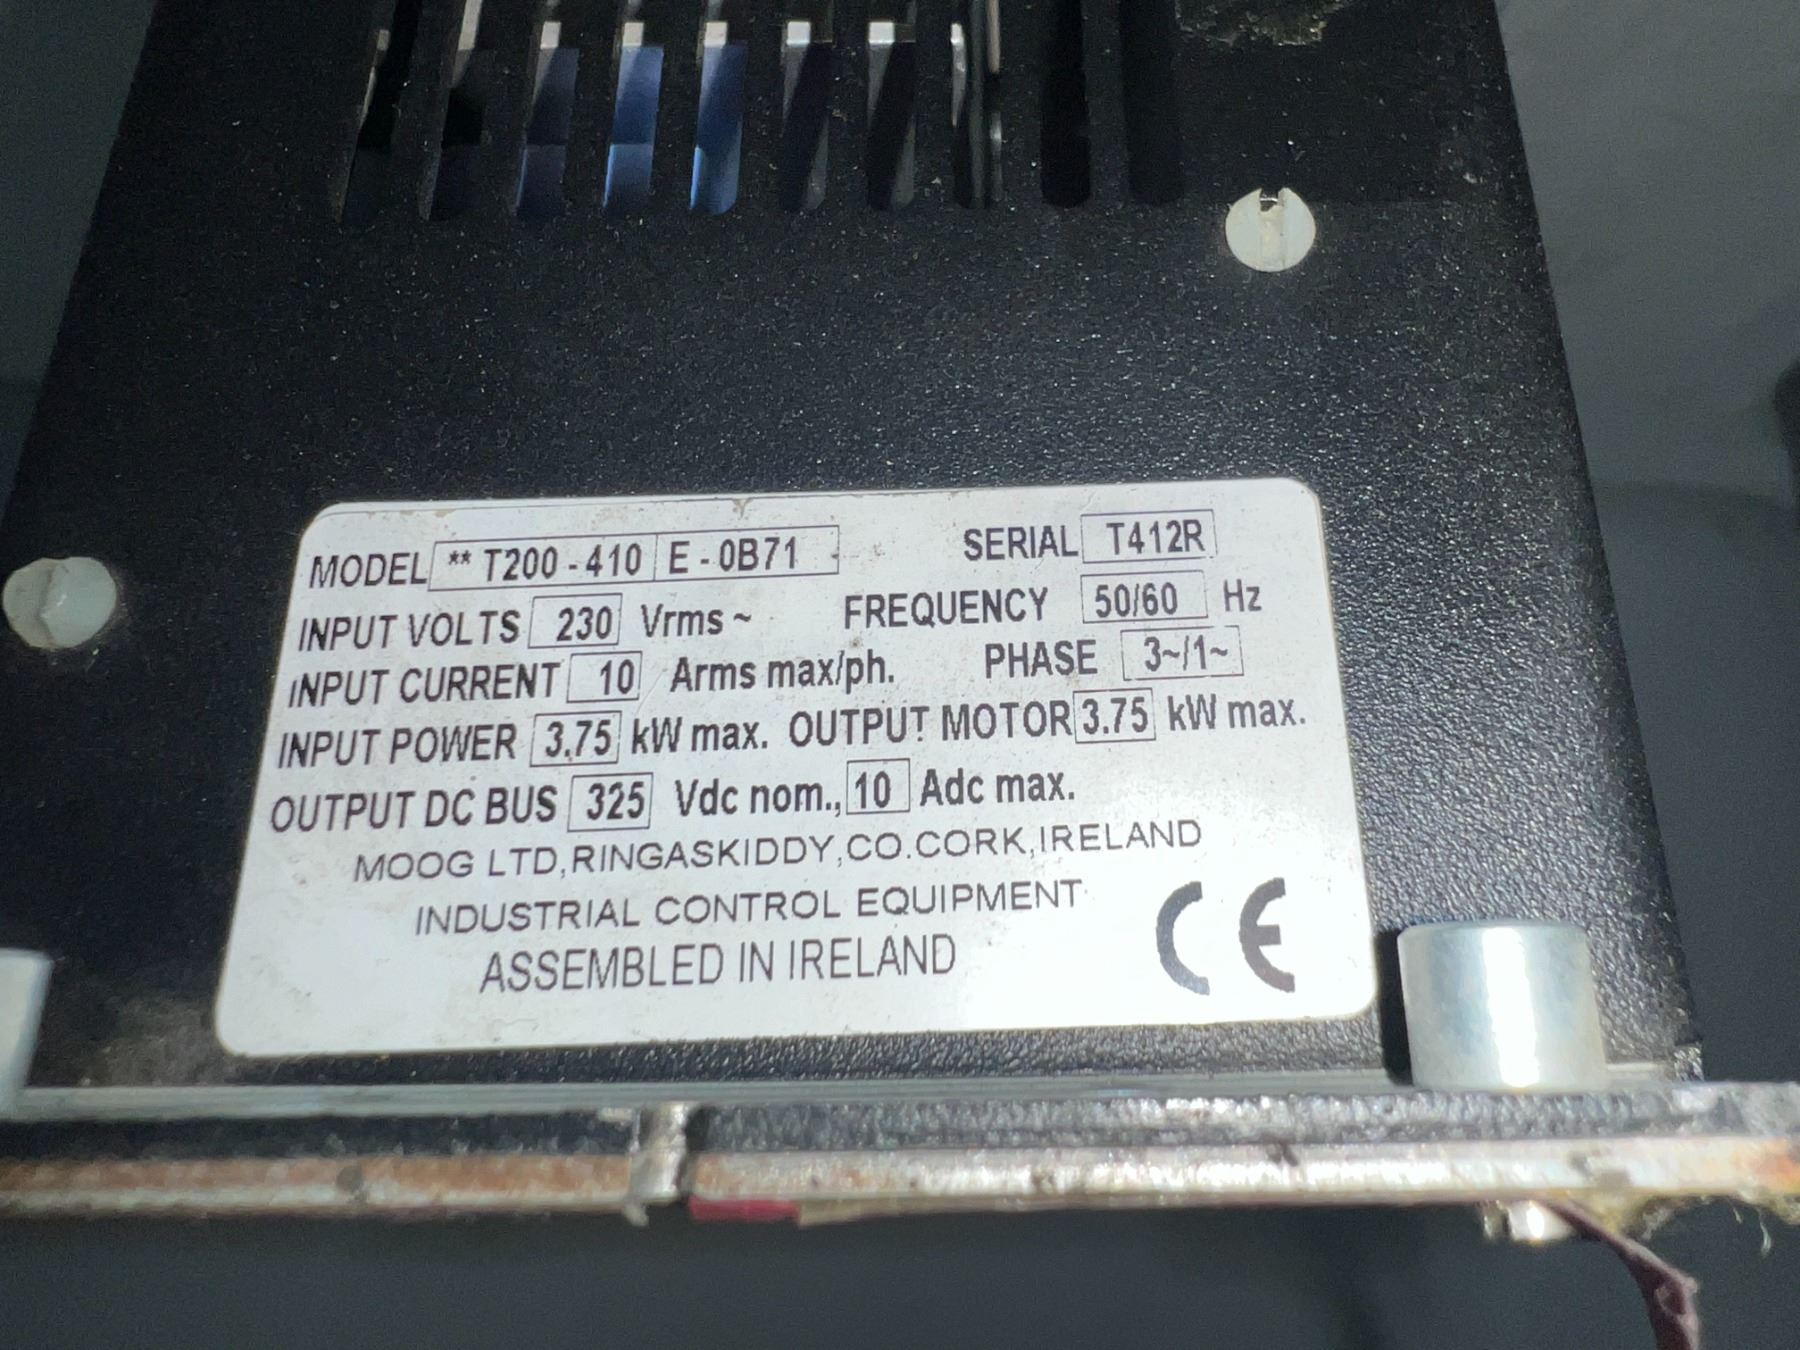 MODEL ** T200 - 410 E - 0B71 SERIAL T412R
INPUT VOLTS 230 Vrms ~ FREQUENCY 50/60 Hz
INPUT CURRENT 10 Arms max/ph. PHASE 3~/1~
INPUT POWER 3.75 kW max. OUTPUT MOTOR 3.75 kW max.
OUTPUT DC BUS 325 Vdc nom., 10 Adc max.
MOOG LTD,RINGASKIDDY,CO.CORK,IRELAND
INDUSTRIAL CONTROL EQUIPMENT
ASSEMBLED IN IRELAND
CE